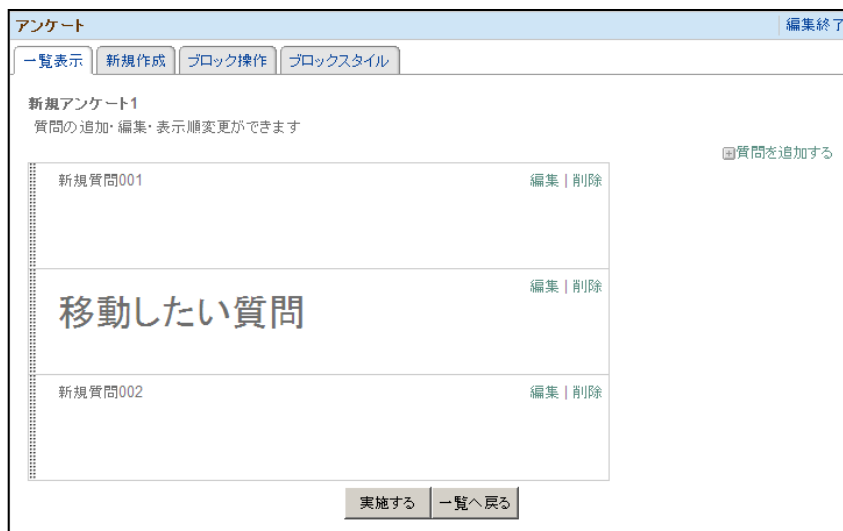 アンケート 編集終了
一覧表示 新規作成 ブロック操作 ブロックスタイル
新規アンケート1
質問の追加・編集・表示順変更ができます
質問を追加する
新規質問001 編集 | 削除
編集 | 削除
移動したい質問
新規質問002 編集 | 削除
実施する 一覧へ戻る